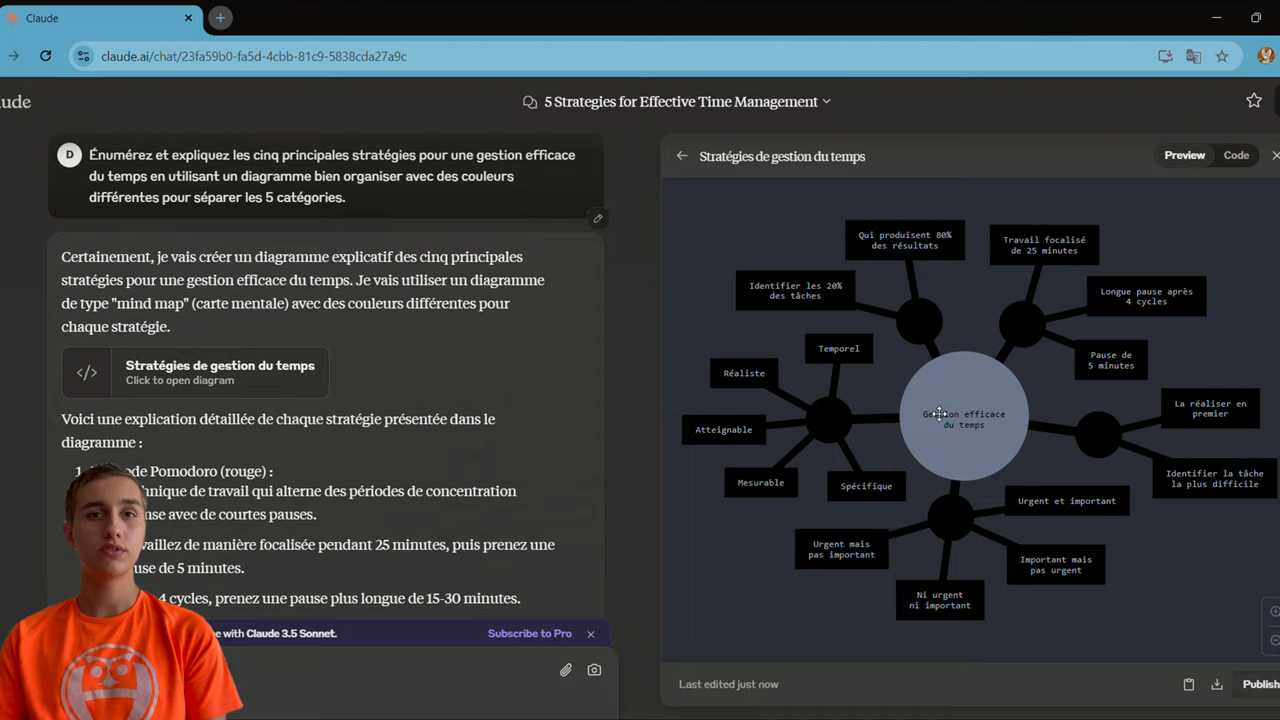 Claude
claude.ai/chat/23fa59b0-fa5d-4cbb-81c9-5838cda27a9c
ude
5 Strategies for Effective Time Management
D
Énumérez et expliquez les cinq principales stratégies pour une gestion efficace
du temps en utilisant un diagramme bien organiser avec des couleurs
différentes pour séparer les 5 catégories.
Certainement, je vais créer un diagramme explicatif des cinq principales
stratégies pour une gestion efficace du temps. Je vais utiliser un diagramme
de type "mind map" (carte mentale) avec des couleurs différentes pour
chaque stratégie.
Stratégies de gestion du temps
Click to open diagram
Voici une explication détaillée de chaque stratégie présentée dans le
diagramme :
Pomodoro (rouge) :
de travail qui alterne des périodes de concentration
avec de courtes pauses.
de manière focalisée pendant 25 minutes, puis prenez une
de 5 minutes.
4 cycles, prenez une pause plus longue de 15-30 minutes.
with Claude 3.5 Sonnet.
Subscribe to Pro
Stratégies de gestion du temps
Preview
Code
Qui produisent 80%
des résultats
Travail focalisé
de 25 minutes
Identifier les 20%
des tâches
Longue pause après
4 cycles
Temporel
Pause de
5 minutes
Réaliste
La réaliser en
premier
Gestion efficace
du temps
Atteignable
Identifier la tâche
la plus difficile
Mesurable
Spécifique
Urgent et important
Urgent mais
pas important
Important mais
pas urgent
Ni urgent
ni important
Last edited just now
Publish